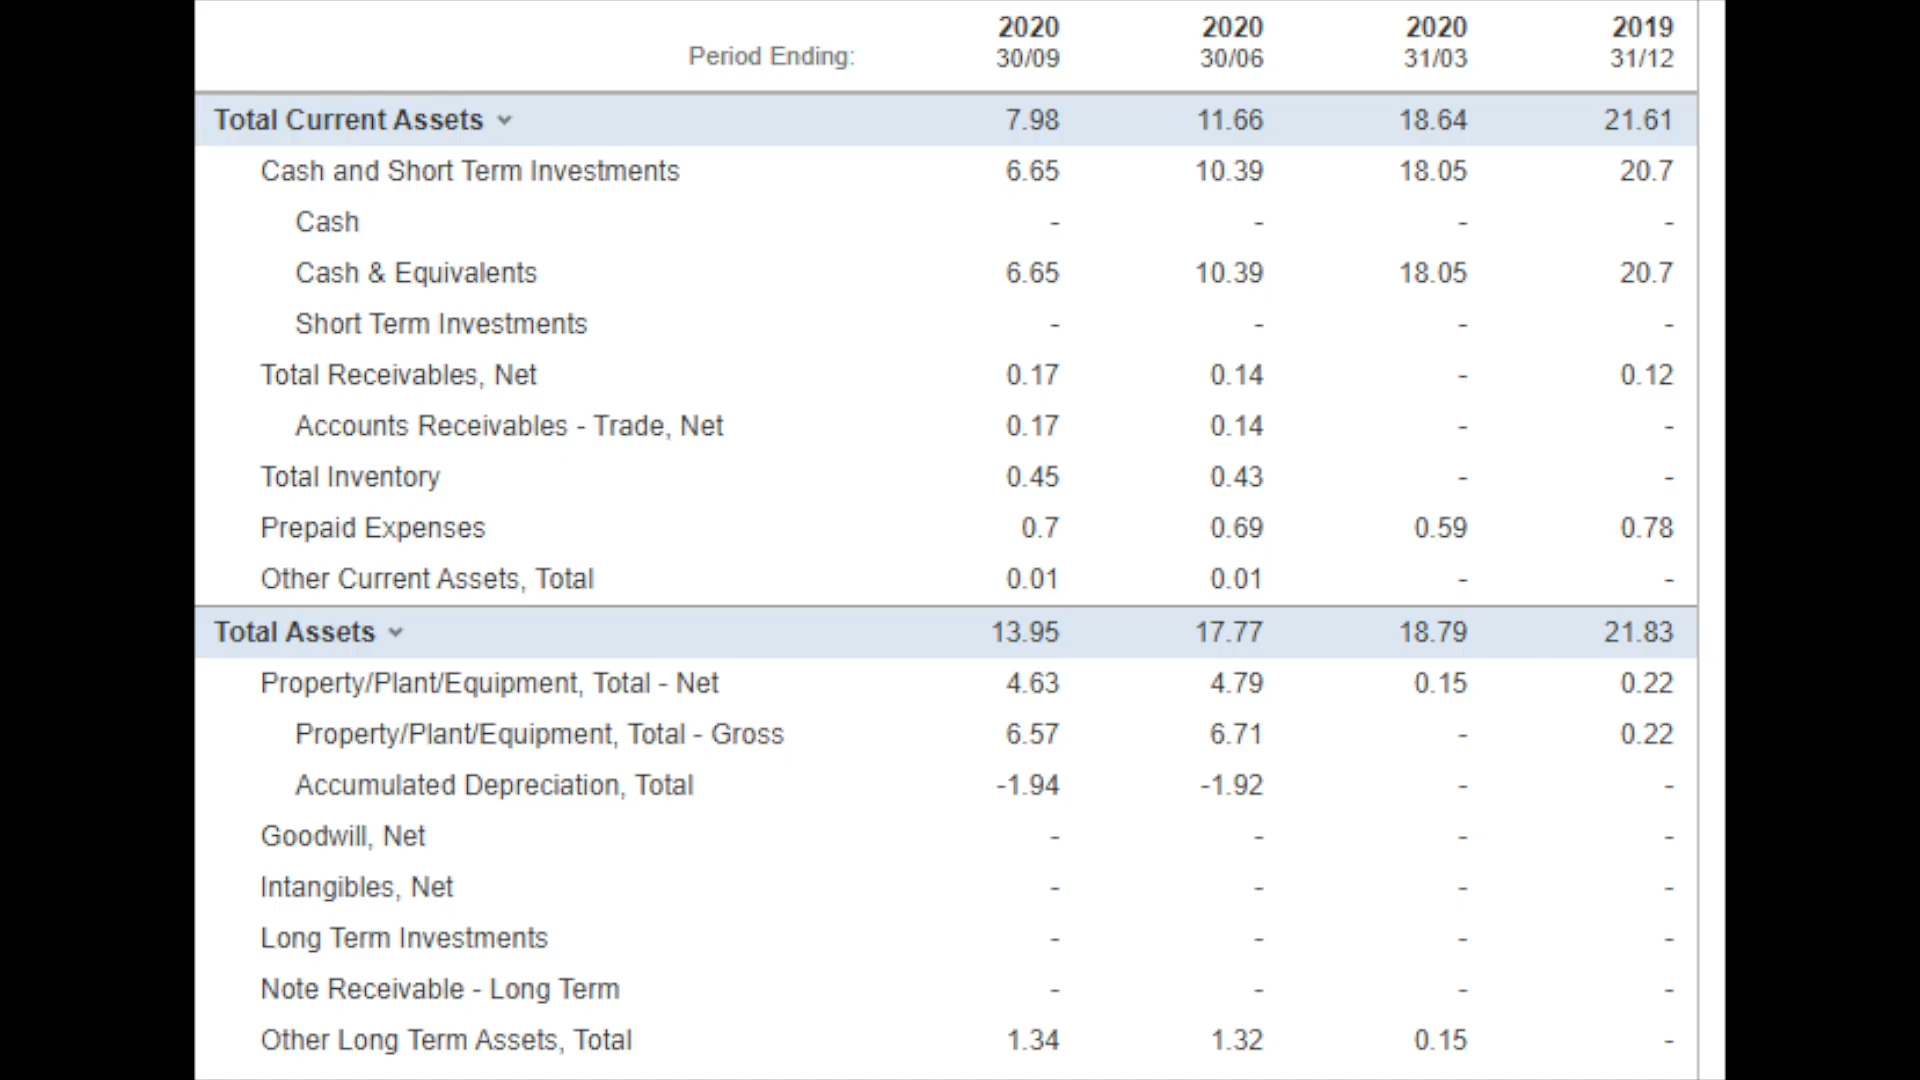 2020 2020 2020 2019
Period Ending: 30/09 30/06 31/03 31/12
Total Current Assets 7.98 11.66 18.64 21.61
Cash and Short Term Investments 6.65 10.39 18.05 20.7
Cash - - - -
Cash & Equivalents 6.65 10.39 18.05 20.7
Short Term Investments - - - -
Total Receivables, Net 0.17 0.14 - 0.12
Accounts Receivables - Trade, Net 0.17 0.14 - -
Total Inventory 0.45 0.43 - -
Prepaid Expenses 0.7 0.69 0.59 0.78
Other Current Assets, Total 0.01 0.01 - -
Total Assets 13.95 17.77 18.79 21.83
Property/Plant/Equipment, Total - Net 4.63 4.79 0.15 0.22
Property/Plant/Equipment, Total - Gross 6.57 6.71 - 0.22
Accumulated Depreciation, Total -1.94 -1.92 - -
Goodwill, Net - - - -
Intangibles, Net - - - -
Long Term Investments - - - -
Note Receivable - Long Term - - - -
Other Long Term Assets, Total 1.34 1.32 0.15 -